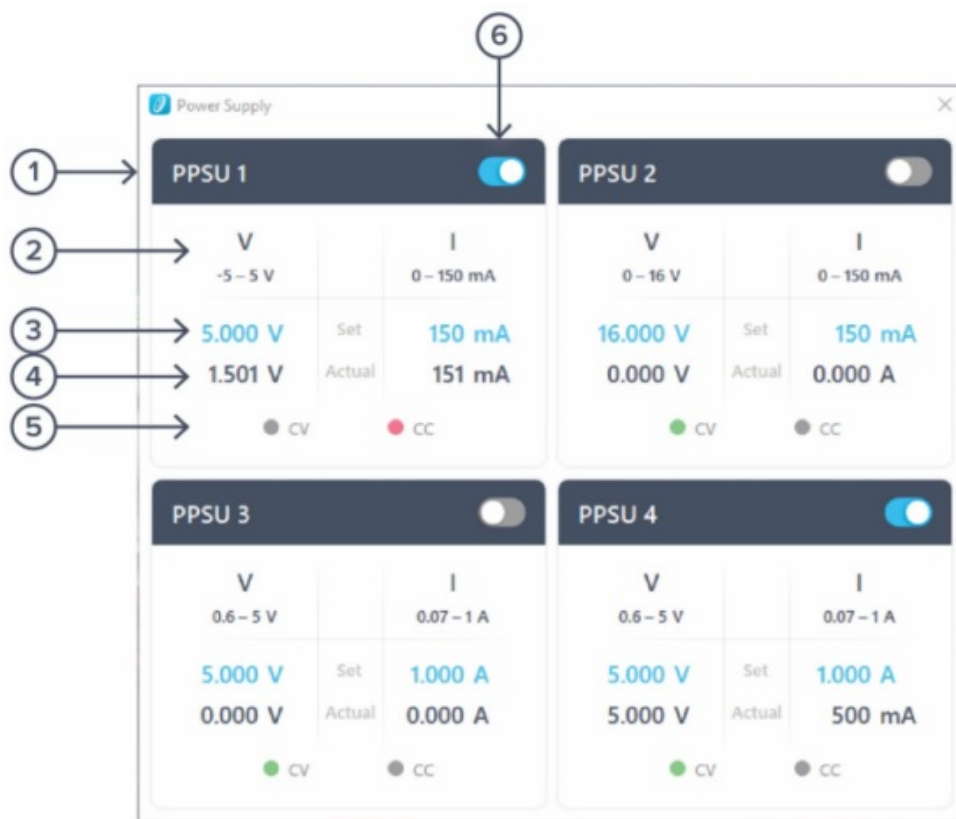 6
Power Supply
1
PPSU 1
PPSU 2
2
V I
-5 – 5 V 0 – 150 mA
V I
0 – 16 V 0 – 150 mA
3
5.000 V Set 150 mA
16.000 V Set 150 mA
4
1.501 V Actual 151 mA
0.000 V Actual 0.000 A
5
CV CC
CV CC
PPSU 3
PPSU 4
V I
0.6 – 5 V 0.07 – 1 A
V I
0.6 – 5 V 0.07 – 1 A
5.000 V Set 1.000 A
5.000 V Set 1.000 A
0.000 V Actual 0.000 A
5.000 V Actual 500 mA
CV CC
CV CC